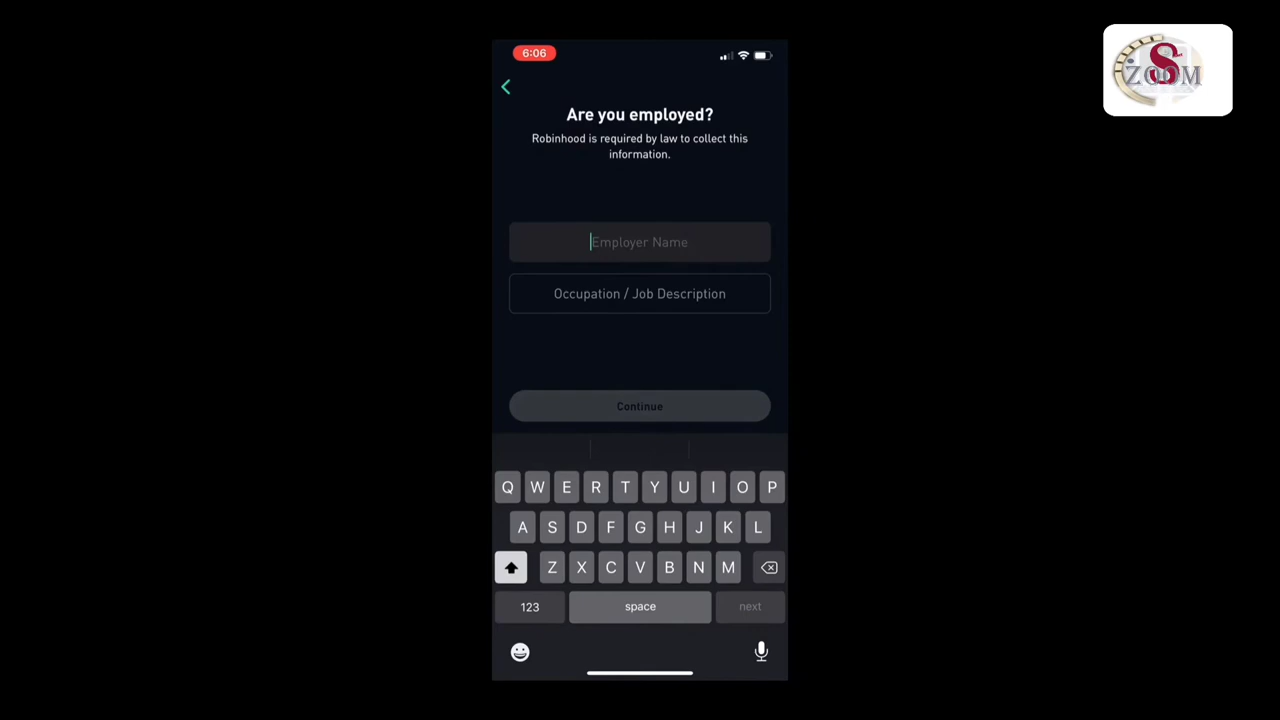 6:06
S
ZOOM
Are you employed?
Robinhood is required by law to collect this
information.
Employer Name
Occupation / Job Description
Continue
Q W E R T Y U I O P
A S D F G H J K L
Z X C V B N M
123 space next